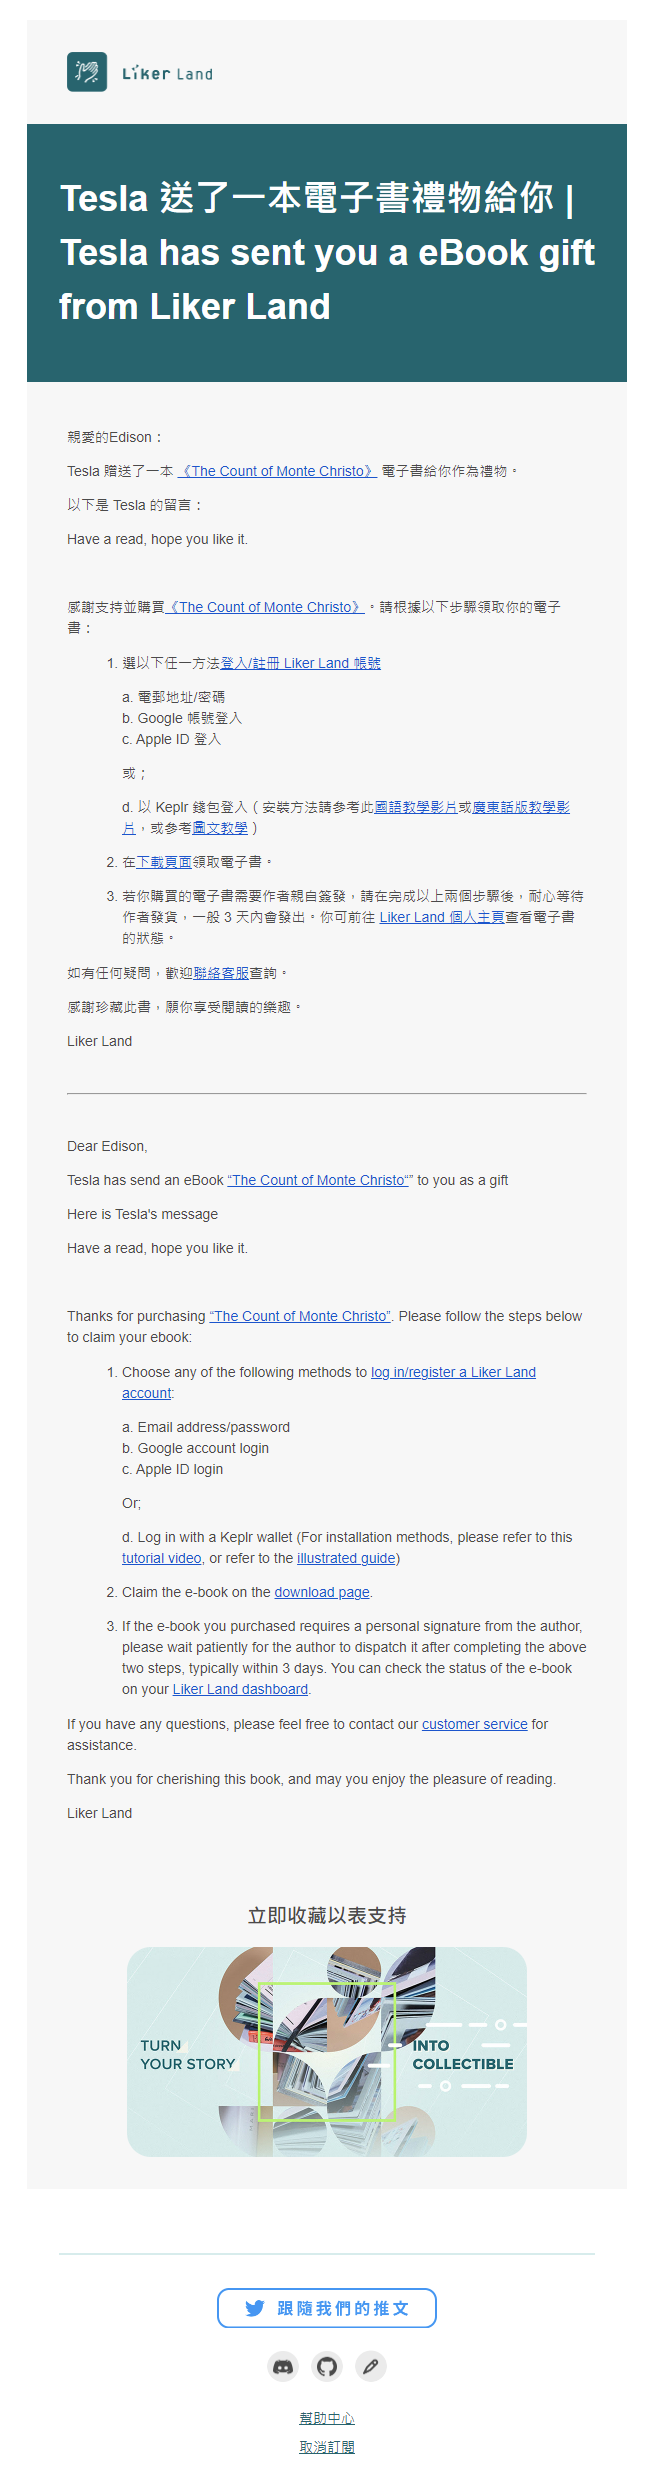 Liker Land
Tesla 送了一本電子書禮物給你 |
Tesla has sent you a eBook gift
from Liker Land
親愛的Edison：
Tesla 贈送了一本 《The Count of Monte Christo》 電子書給你作為禮物。
以下是 Tesla 的留言：
Have a read, hope you like it.
感謝支持並購買《The Count of Monte Christo》。請根據以下步驟領取你的電子
書：
1. 選以下任一方法登入/註冊 Liker Land 帳號
a. 電郵地址/密碼
b. Google 帳號登入
c. Apple ID 登入
或；
d. 以 Keplr 錢包登入（安裝方法請參考此國語教學影片或廣東話版教學影
片，或參考圖文教學）
2. 在下載頁面領取電子書。
3. 若你購買的電子書需要作者親自簽發，請在完成以上兩個步驟後，耐心等待
作者發貨，一般 3 天內會發出。你可前往 Liker Land 個人主頁查看電子書
的狀態。
如有任何疑問，歡迎聯絡客服查詢。
感謝珍藏此書，願你享受閱讀的樂趣。
Liker Land
Dear Edison,
Tesla has send an eBook “The Count of Monte Christo“” to you as a gift
Here is Tesla's message
Have a read, hope you like it.
Thanks for purchasing “The Count of Monte Christo”. Please follow the steps below
to claim your ebook:
1. Choose any of the following methods to log in/register a Liker Land
account:
a. Email address/password
b. Google account login
c. Apple ID login
Or;
d. Log in with a Keplr wallet (For installation methods, please refer to this
tutorial video, or refer to the illustrated guide)
2. Claim the e-book on the download page.
3. If the e-book you purchased requires a personal signature from the author,
please wait patiently for the author to dispatch it after completing the above
two steps, typically within 3 days. You can check the status of the e-book
on your Liker Land dashboard.
If you have any questions, please feel free to contact our customer service for
assistance.
Thank you for cherishing this book, and may you enjoy the pleasure of reading.
Liker Land
立即收藏以表支持
TURN
YOUR STORY
INTO
COLLECTIBLE
跟隨我們的推文
幫助中心
取消訂閱